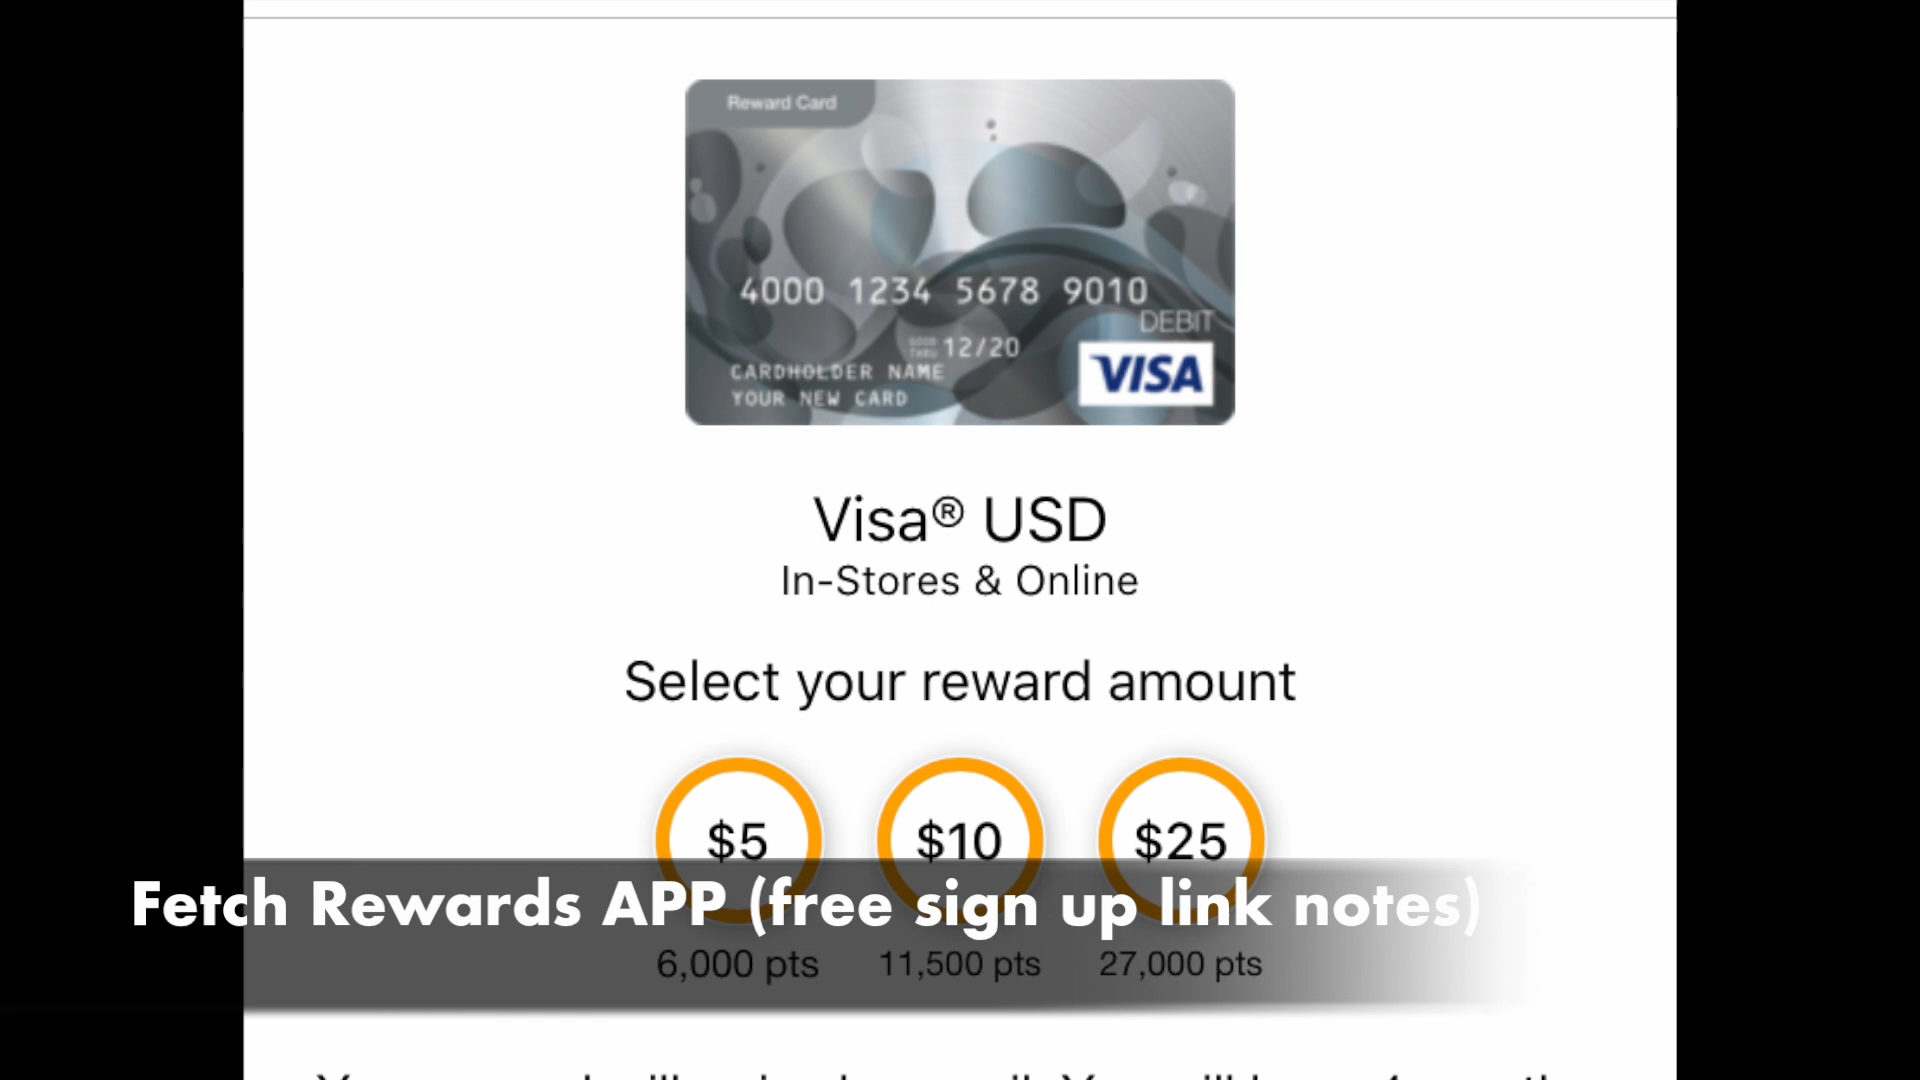 Reward Card
4000 1234 5678 9010
DEBIT
GOOD THRU 12/20
CARDHOLDER NAME
YOUR NEW CARD
VISA
Visa® USD
In-Stores & Online
Select your reward amount
$5 $10 $25
Fetch Rewards APP (free sign up link notes)
6,000 pts 11,500 pts 27,000 pts